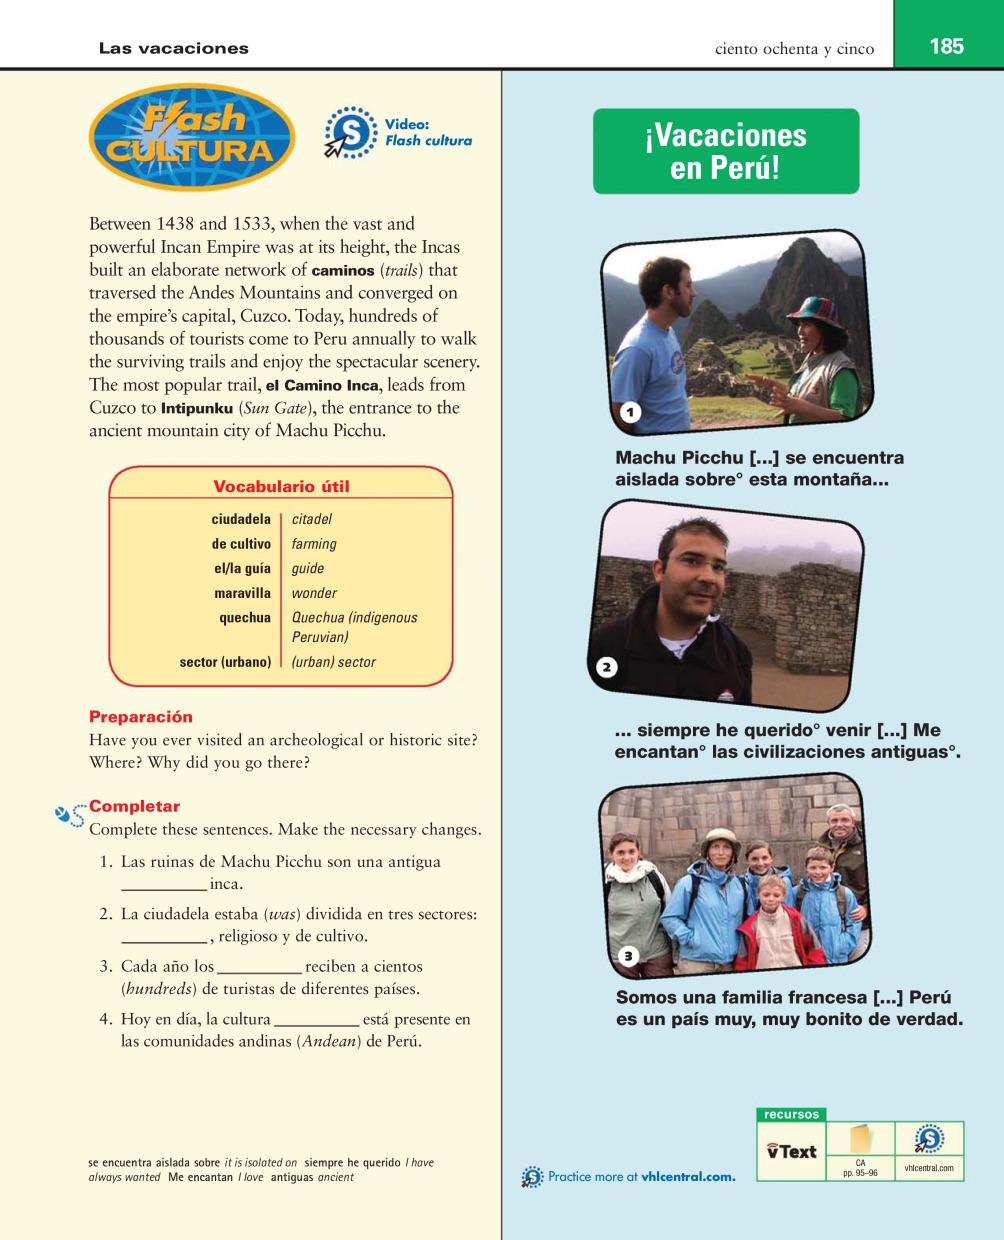 Las vacaciones
ciento ochenta y cinco
185
Flash
CULTURA
Video:
Flash cultura
Between 1438 and 1533, when the vast and
powerful Incan Empire was at its height, the Incas
built an elaborate network of caminos (trails) that
traversed the Andes Mountains and converged on
the empire's capital, Cuzco. Today, hundreds of
thousands of tourists come to Peru annually to walk
the surviving trails and enjoy the spectacular scenery.
The most popular trail, el Camino Inca, leads from
Cuzco to Intipunku (Sun Gate), the entrance to the
ancient mountain city of Machu Picchu.
Vocabulario útil
ciudadela citadel
de cultivo farming
el/la guía guide
maravilla wonder
quechua Quechua (indigenous
Peruvian)
sector (urbano) (urban) sector
Preparación
Have you ever visited an archeological or historic site?
Where? Why did you go there?
Completar
Complete these sentences. Make the necessary changes.
1. Las ruinas de Machu Picchu son una antigua
__________ inca.
2. La ciudadela estaba (was) dividida en tres sectores:
__________, religioso y de cultivo.
3. Cada año los __________ reciben a cientos
(hundreds) de turistas de diferentes países.
4. Hoy en día, la cultura __________ está presente en
las comunidades andinas (Andean) de Perú.
se encuentra aislada sobre it is isolated on siempre he querido I have
always wanted Me encantan I love antiguas ancient
¡Vacaciones
en Perú!
1
Machu Picchu [...] se encuentra
aislada sobre° esta montaña...
2
... siempre he querido° venir [...] Me
encantan° las civilizaciones antiguas°.
3
Somos una familia francesa [...] Perú
es un país muy, muy bonito de verdad.
S Practice more at vhlcentral.com.
recursos
vText
CA
pp. 95–96
S
vhlcentral.com